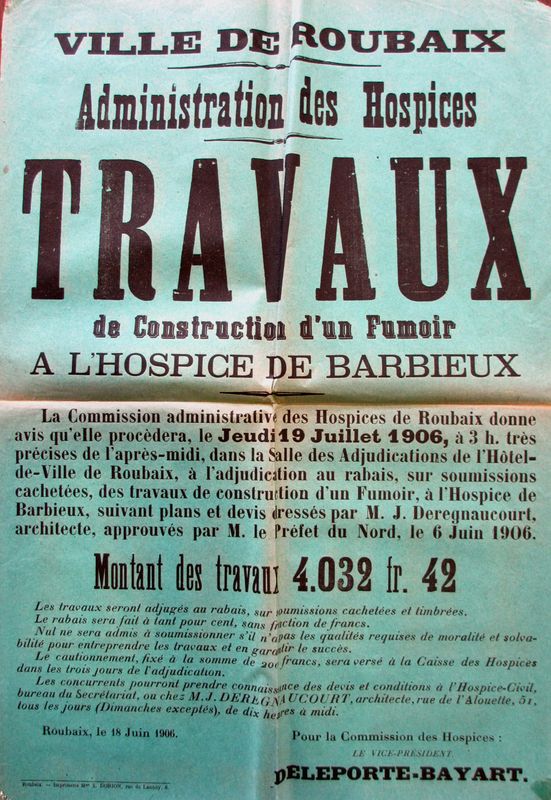 VILLE DE ROUBAIX
Administration des Hospices
TRAVAUX
de Construction d'un Fumoir
A L'HOSPICE DE BARBIEUX
La Commission administrative des Hospices de Roubaix donne
avis qu'elle procèdera, le Jeudi 19 Juillet 1906, à 3 h. très
précises de l'après-midi, dans la Salle des Adjudications de l'Hôtel-
de-Ville de Roubaix, à l'adjudication au rabais, sur soumissions
cachetées, des travaux de construction d'un Fumoir, à l'Hospice de
Barbieux, suivant plans et devis dressés par M. J. Deregnaucourt,
architecte, approuvés par M. le Préfet du Nord, le 6 Juin 1906.
Montant des travaux 4.032 fr. 42
Les travaux seront adjugés au rabais, sur soumissions cachetées et timbrées.
Le rabais sera fait à tant pour cent, sans fraction de francs.
Nul ne sera admis à soumissionner s'il n'a pas les qualités requises de moralité et solva-
bilité pour entreprendre les travaux et en garantir le succès.
Le cautionnement, fixé à la somme de 200 francs, sera versé à la Caisse des Hospices
dans les trois jours de l'adjudication.
Les concurrents pourront prendre connaissance des devis et conditions à l'Hospice-Civil,
bureau du Secrétariat, ou chez M. J. DEREGNAUCOURT, architecte, rue de l'Alouette, 51,
tous les jours (Dimanches exceptés), de dix heures à midi.
Roubaix, le 18 Juin 1906.
Pour la Commission des Hospices :
LE VICE-PRÉSIDENT.
DELEPORTE-BAYART.
Roubaix. — Imprimerie Mme L. DORION, rue de Lannoy, 8.